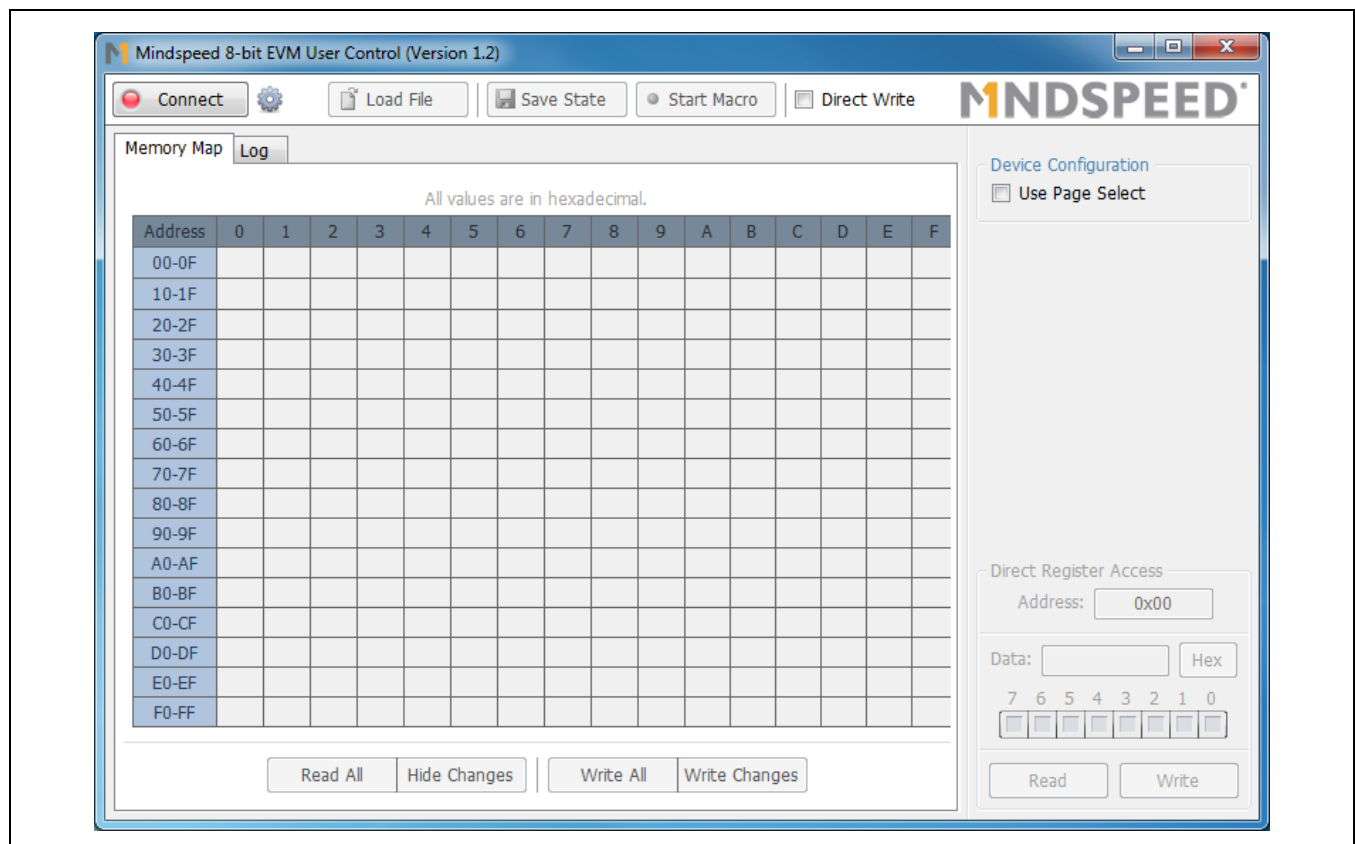 Mindspeed 8-bit EVM User Control (Version 1.2)
Connect Load File Save State Start Macro Direct Write MINDSPEED®
Memory Map Log
All values are in hexadecimal.
Address 0 1 2 3 4 5 6 7 8 9 A B C D E F
00-0F
10-1F
20-2F
30-3F
40-4F
50-5F
60-6F
70-7F
80-8F
90-9F
A0-AF
B0-BF
C0-CF
D0-DF
E0-EF
F0-FF
Read All Hide Changes Write All Write Changes
Device Configuration
Use Page Select
Direct Register Access
Address: 0x00
Data: Hex
7 6 5 4 3 2 1 0
Read Write